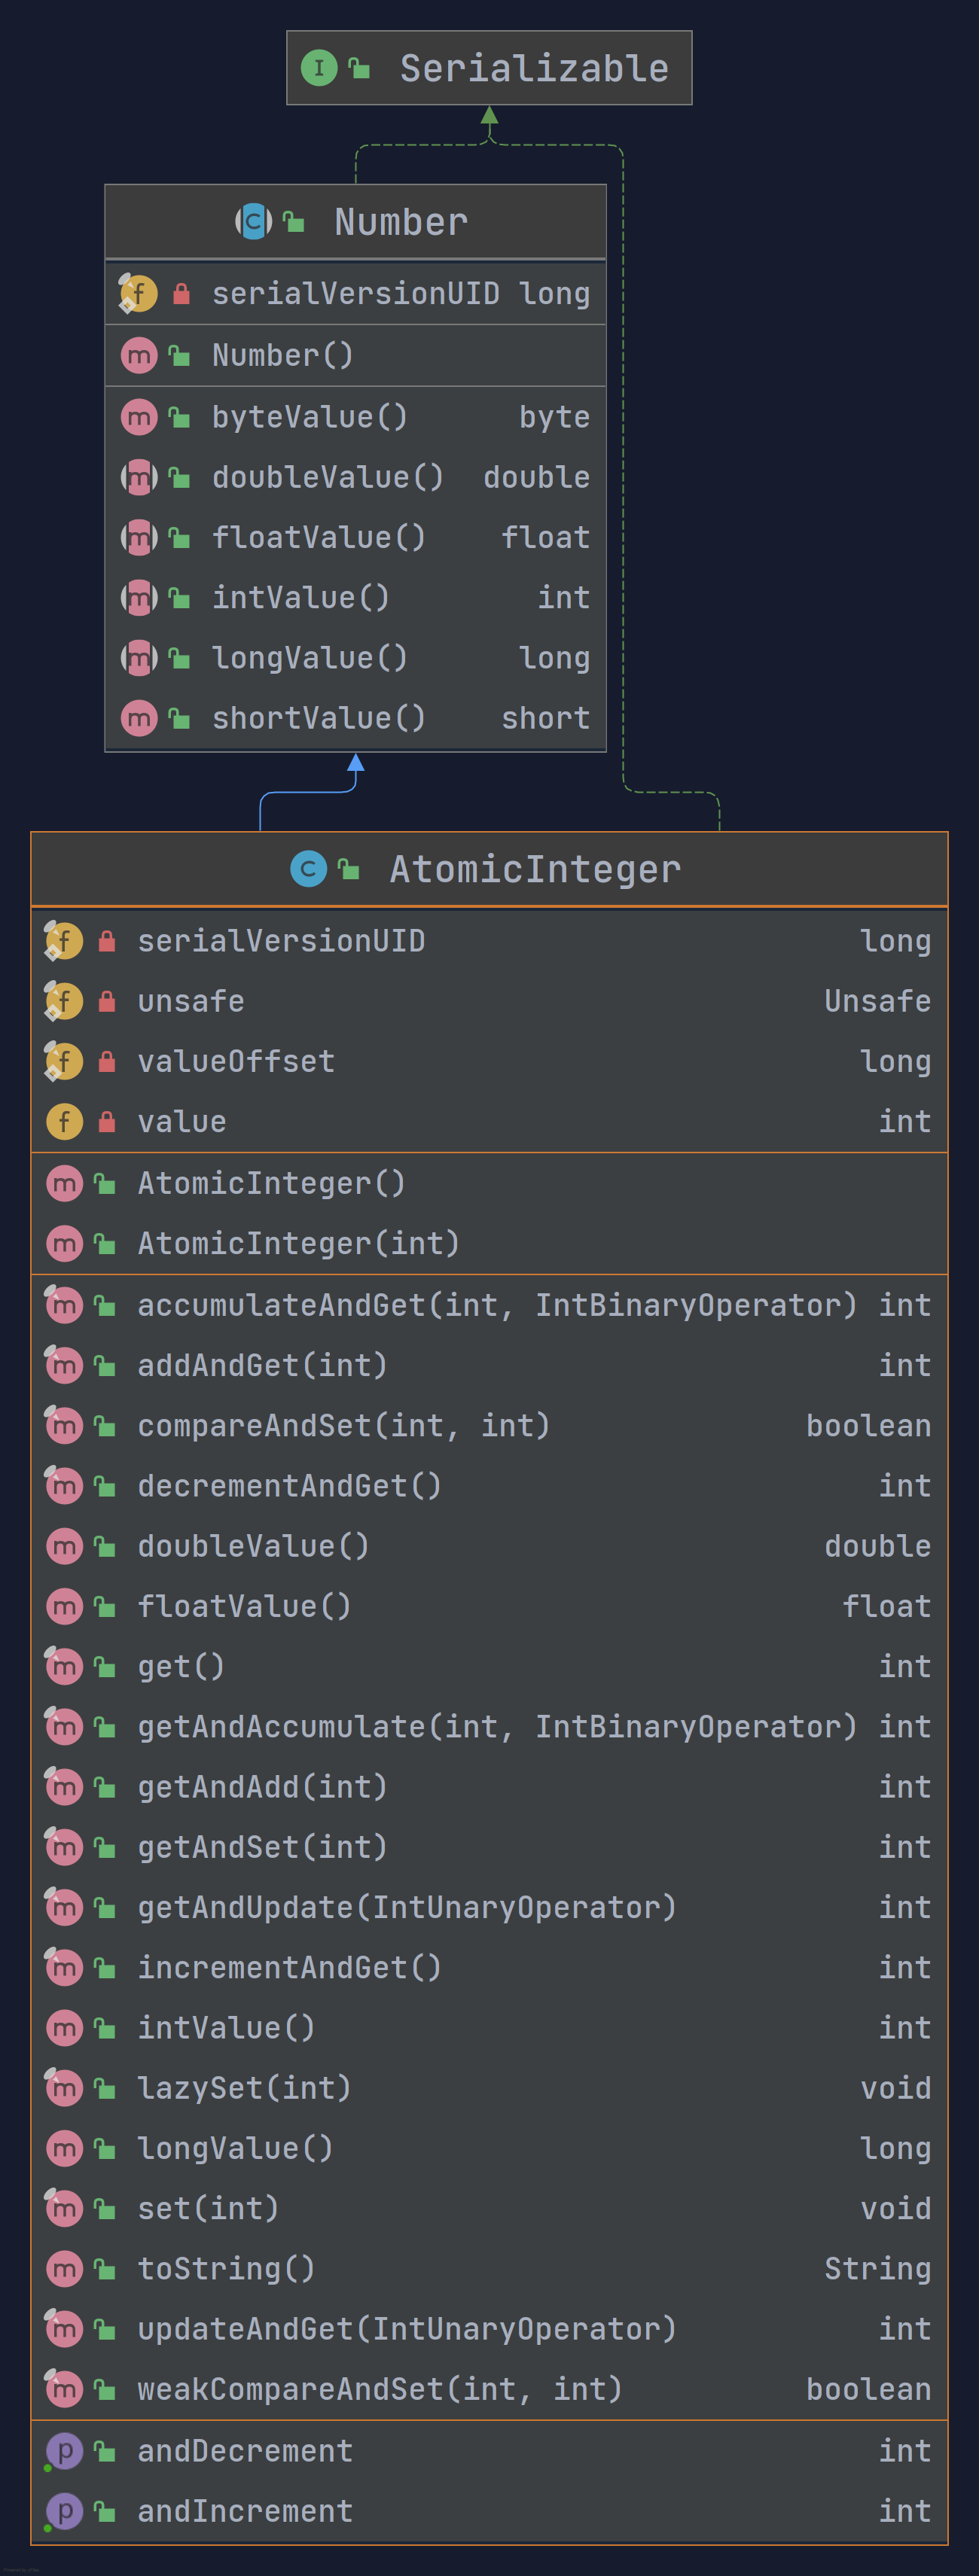 I Serializable
C Number
f serialVersionUID long
m Number()
m byteValue() byte
m doubleValue() double
m floatValue() float
m intValue() int
m longValue() long
m shortValue() short
C AtomicInteger
f serialVersionUID long
f unsafe Unsafe
f valueOffset long
f value int
m AtomicInteger()
m AtomicInteger(int)
m accumulateAndGet(int, IntBinaryOperator) int
m addAndGet(int) int
m compareAndSet(int, int) boolean
m decrementAndGet() int
m doubleValue() double
m floatValue() float
m get() int
m getAndAccumulate(int, IntBinaryOperator) int
m getAndAdd(int) int
m getAndSet(int) int
m getAndUpdate(IntUnaryOperator) int
m incrementAndGet() int
m intValue() int
m lazySet(int) void
m longValue() long
m set(int) void
m toString() String
m updateAndGet(IntUnaryOperator) int
m weakCompareAndSet(int, int) boolean
p andDecrement int
p andIncrement int